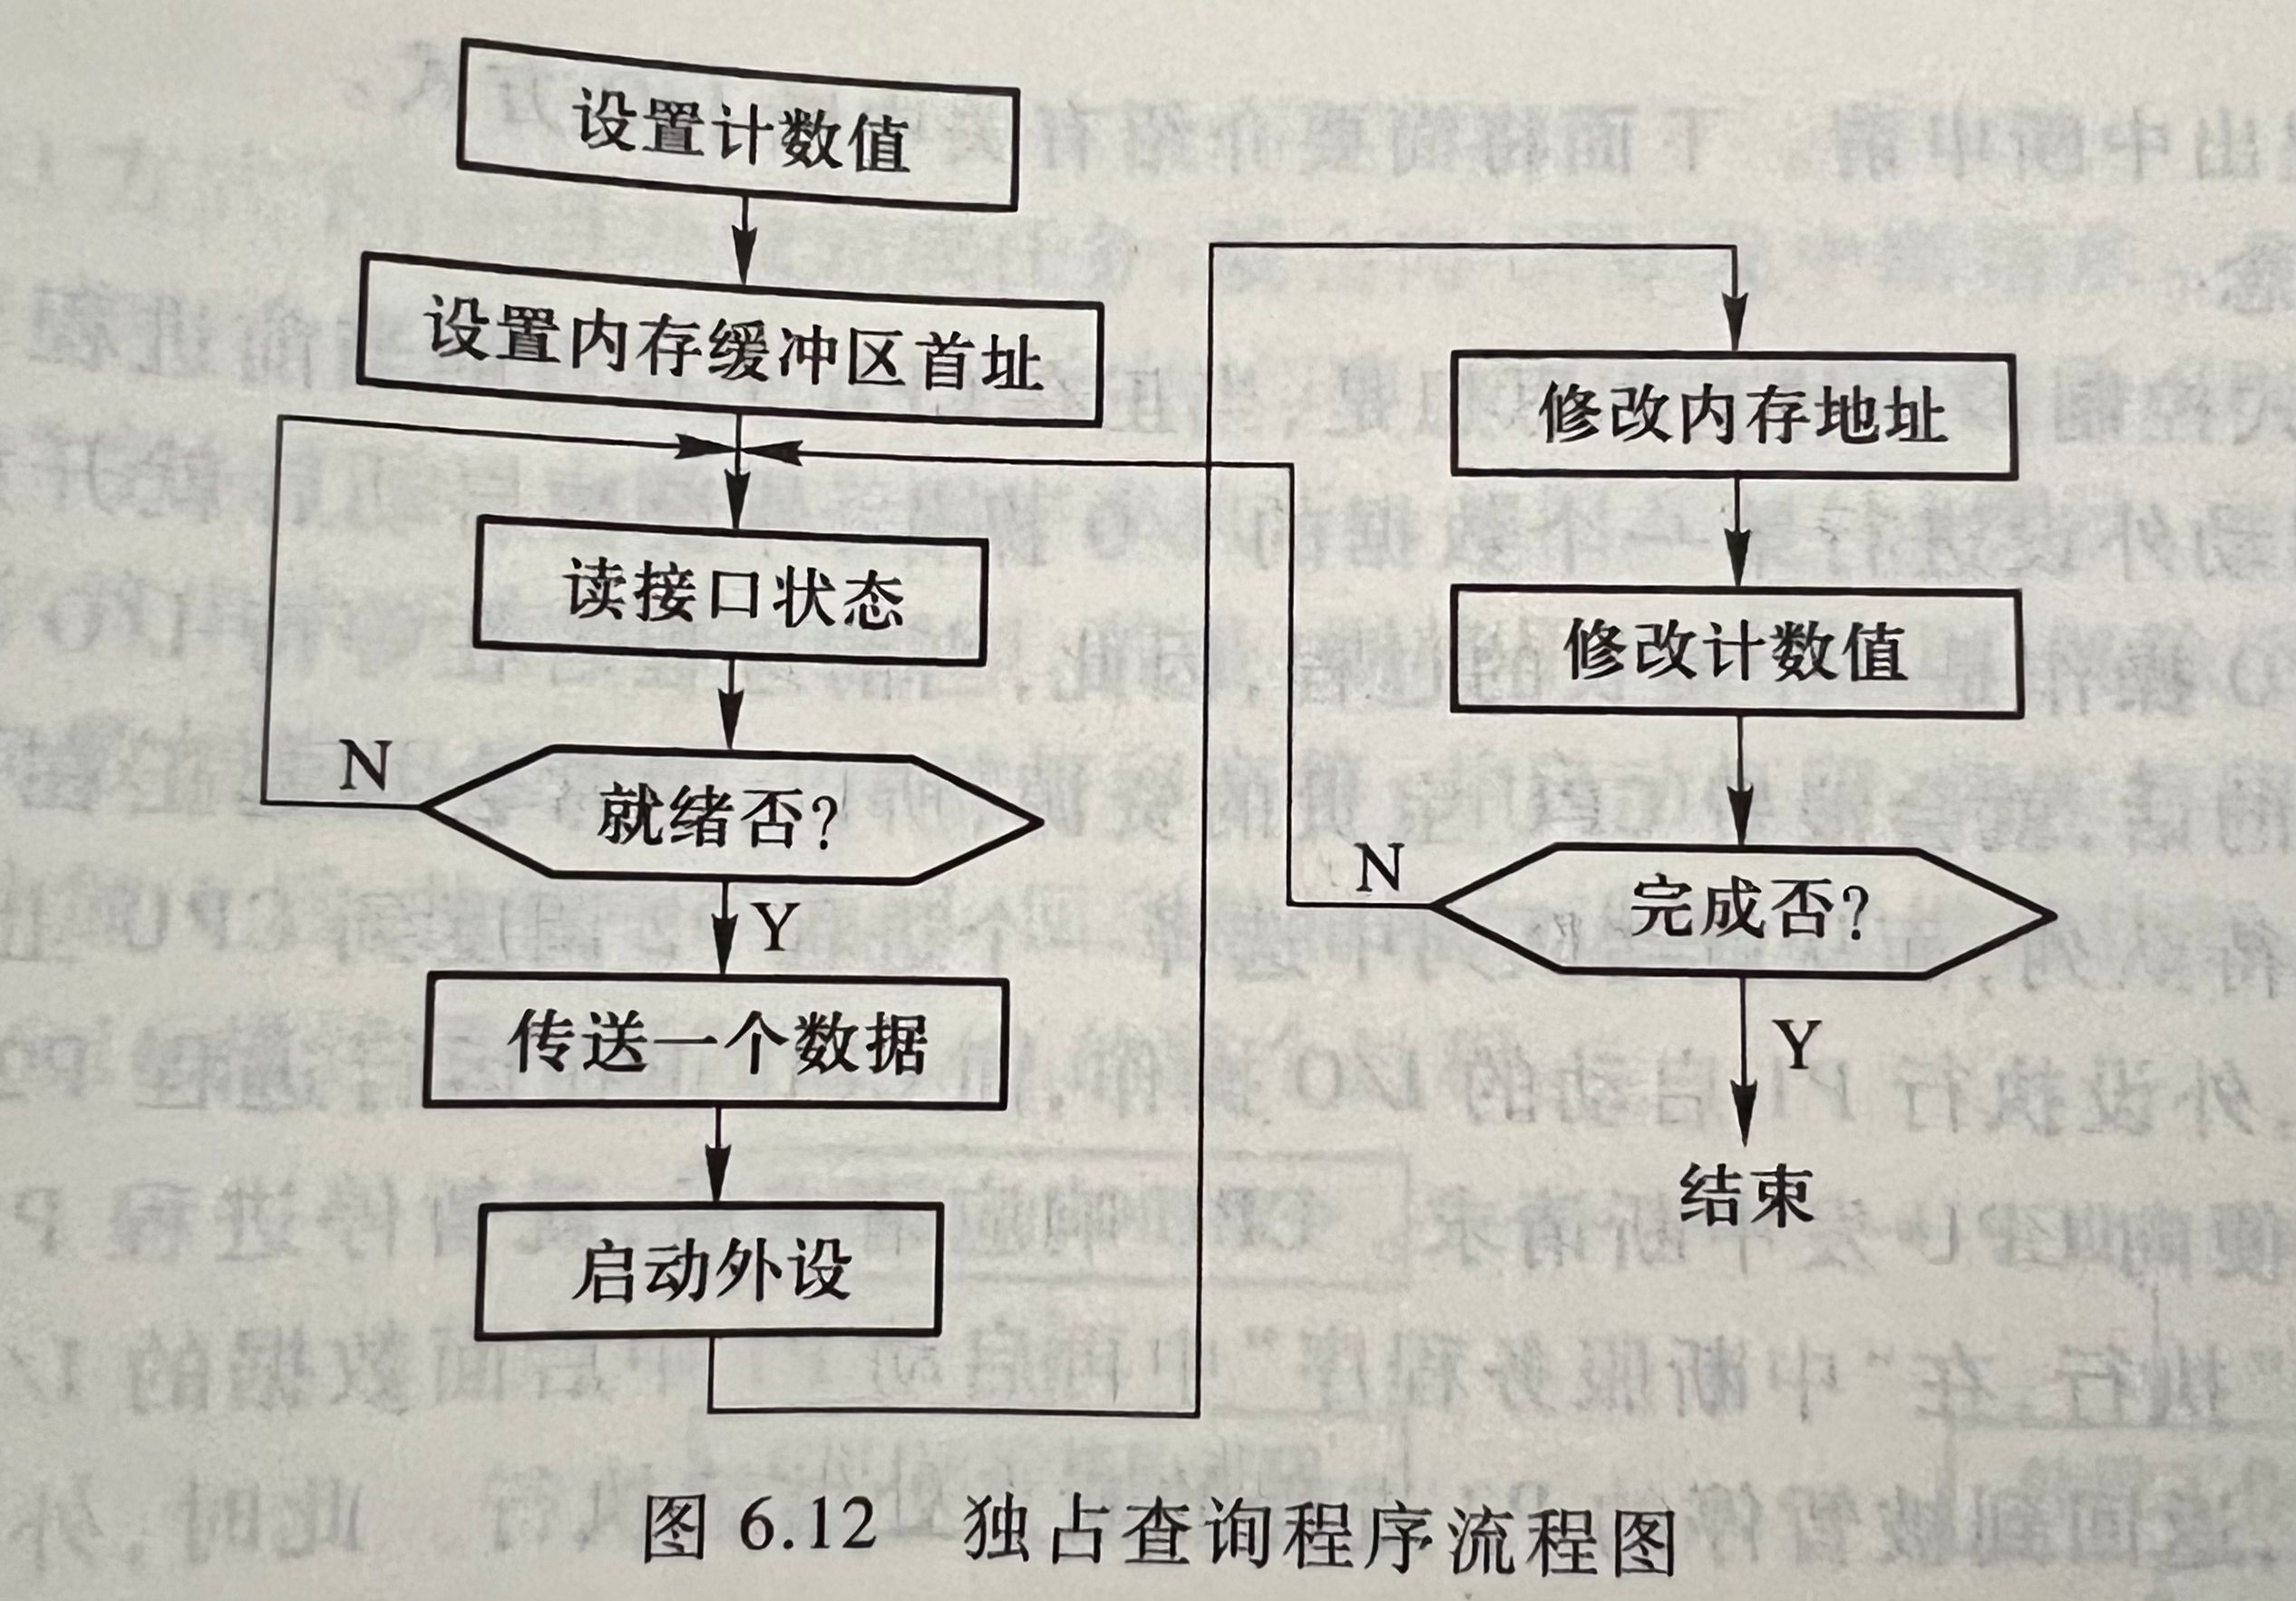 设置计数值
设置内存缓冲区首址
读接口状态
N
就绪否?
Y
传送一个数据
启动外设
修改内存地址
修改计数值
N
完成否?
Y
结束
图 6.12 独占查询程序流程图